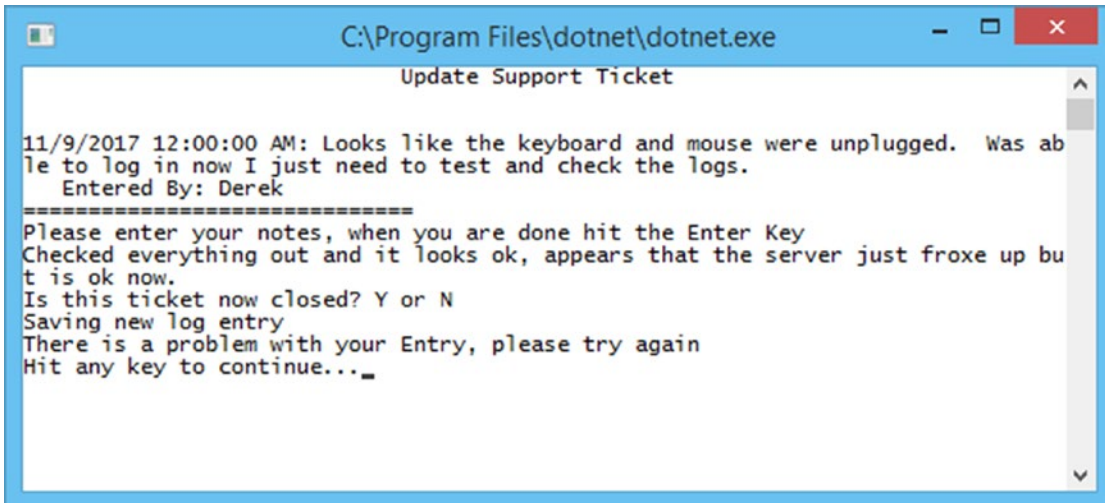 C:\Program Files\dotnet\dotnet.exe
Update Support Ticket
11/9/2017 12:00:00 AM: Looks like the keyboard and mouse were unplugged.  Was ab
le to log in now I just need to test and check the logs.
Entered By: Derek
==============================
Please enter your notes, when you are done hit the Enter Key
Checked everything out and it looks ok, appears that the server just froxe up bu
t is ok now.
Is this ticket now closed? Y or N
Saving new log entry
There is a problem with your Entry, please try again
Hit any key to continue..._